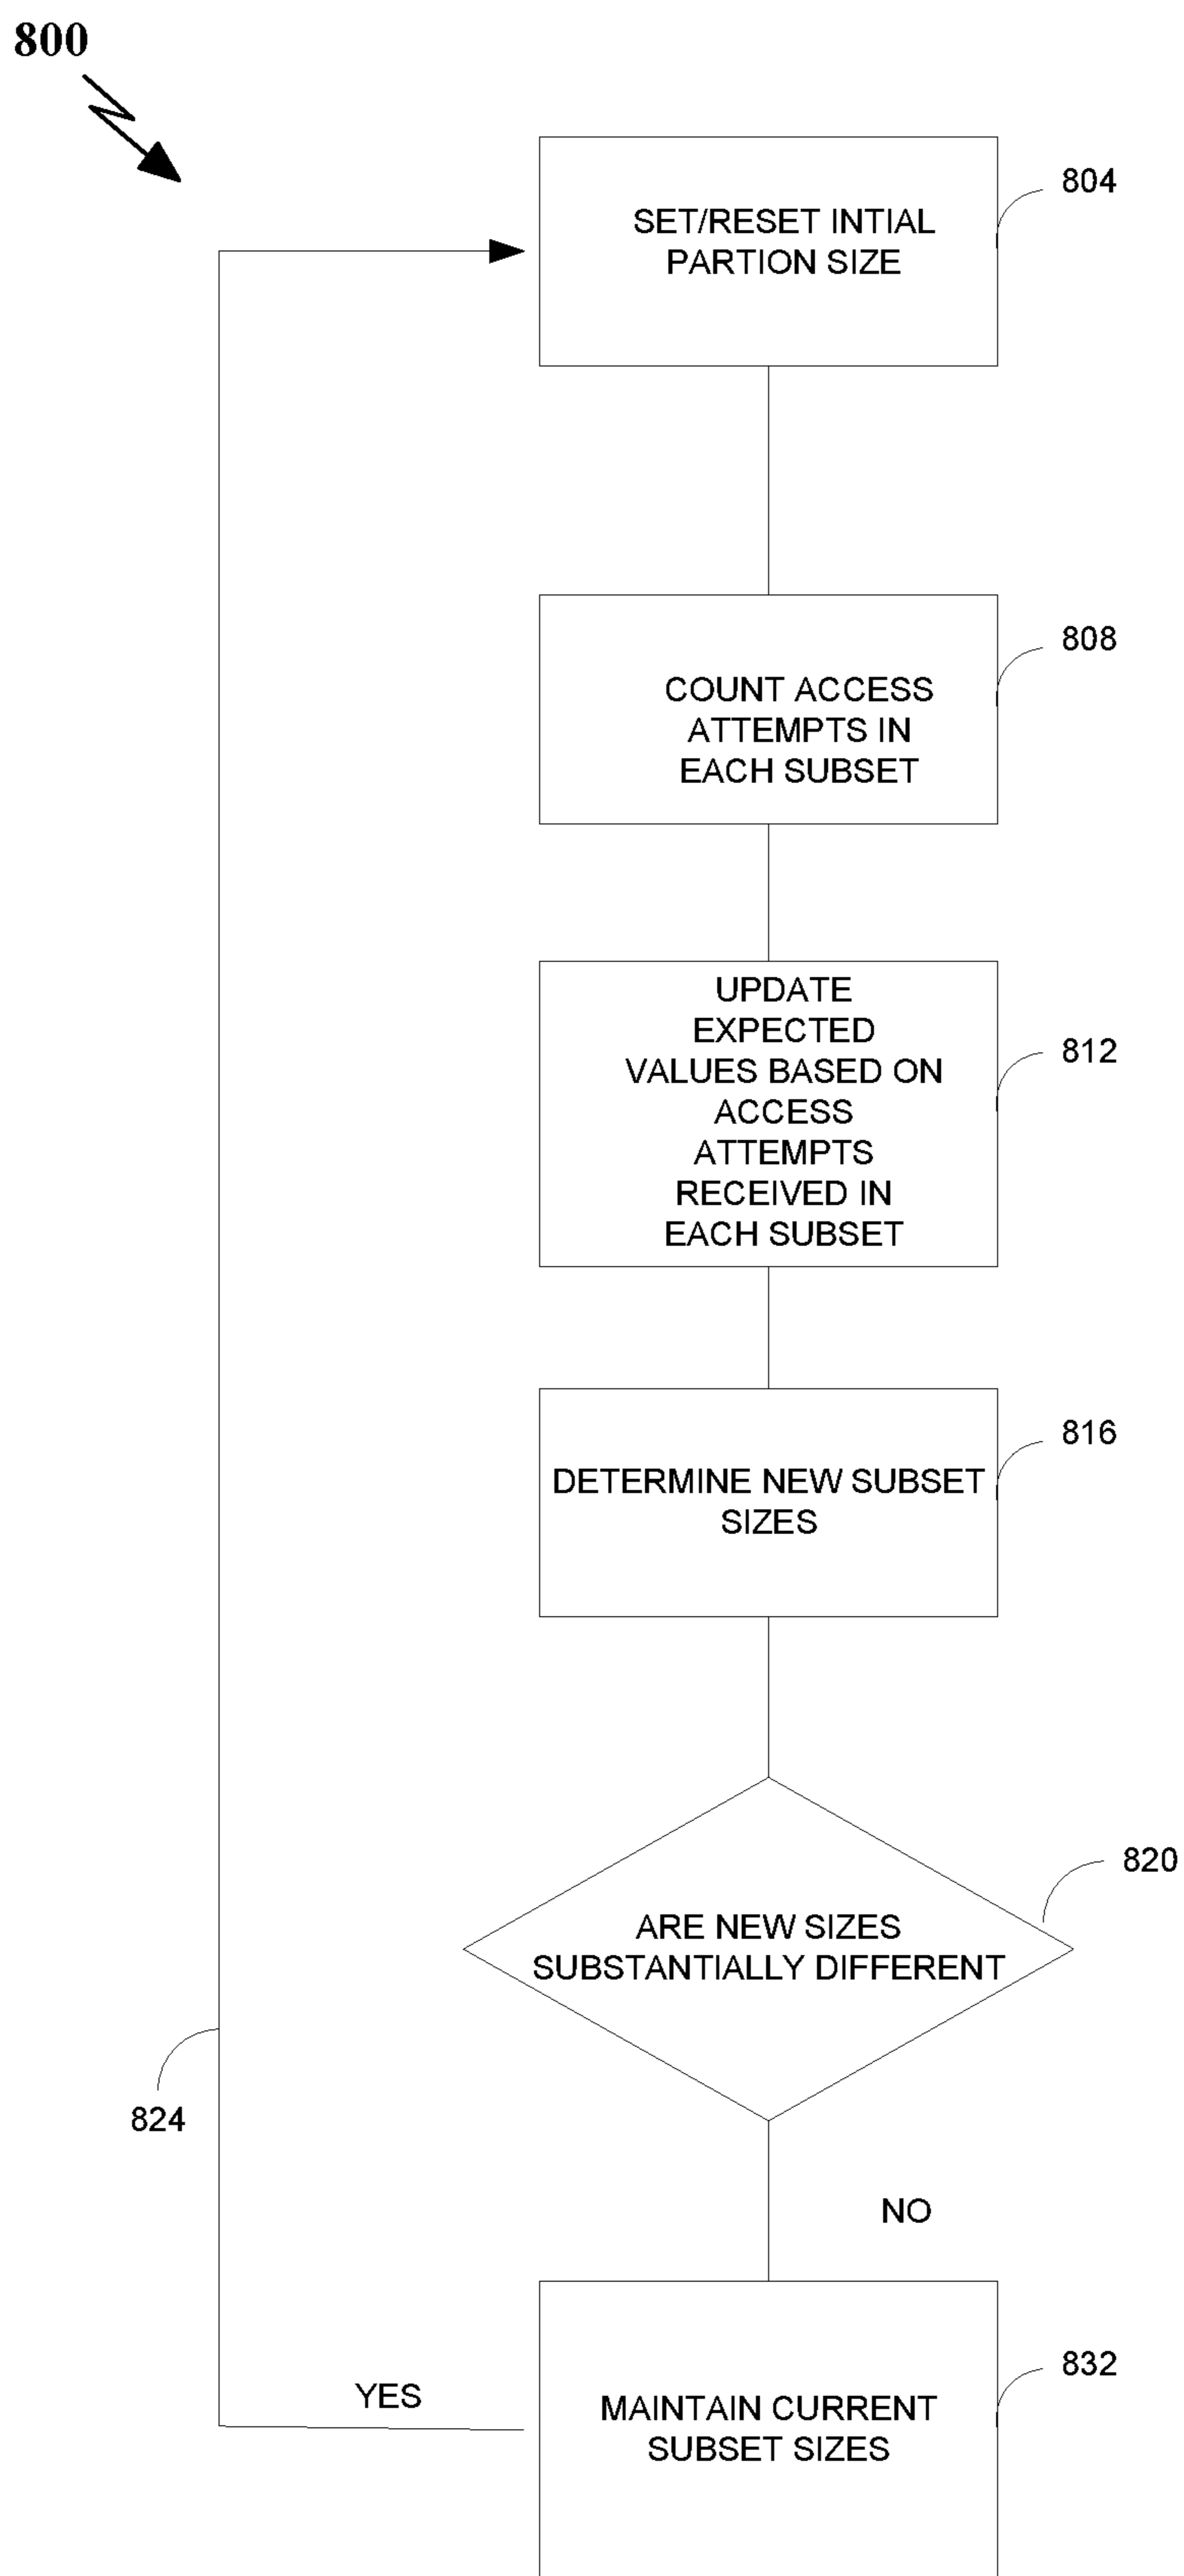 800
804
SET/RESET INTIAL
PARTION SIZE
808
COUNT ACCESS
ATTEMPTS IN
EACH SUBSET
812
UPDATE
EXPECTED
VALUES BASED ON
ACCESS
ATTEMPTS
RECEIVED IN
EACH SUBSET
816
DETERMINE NEW SUBSET
SIZES
820
ARE NEW SIZES
SUBSTANTIALLY DIFFERENT
824
NO
832
YES
MAINTAIN CURRENT
SUBSET SIZES